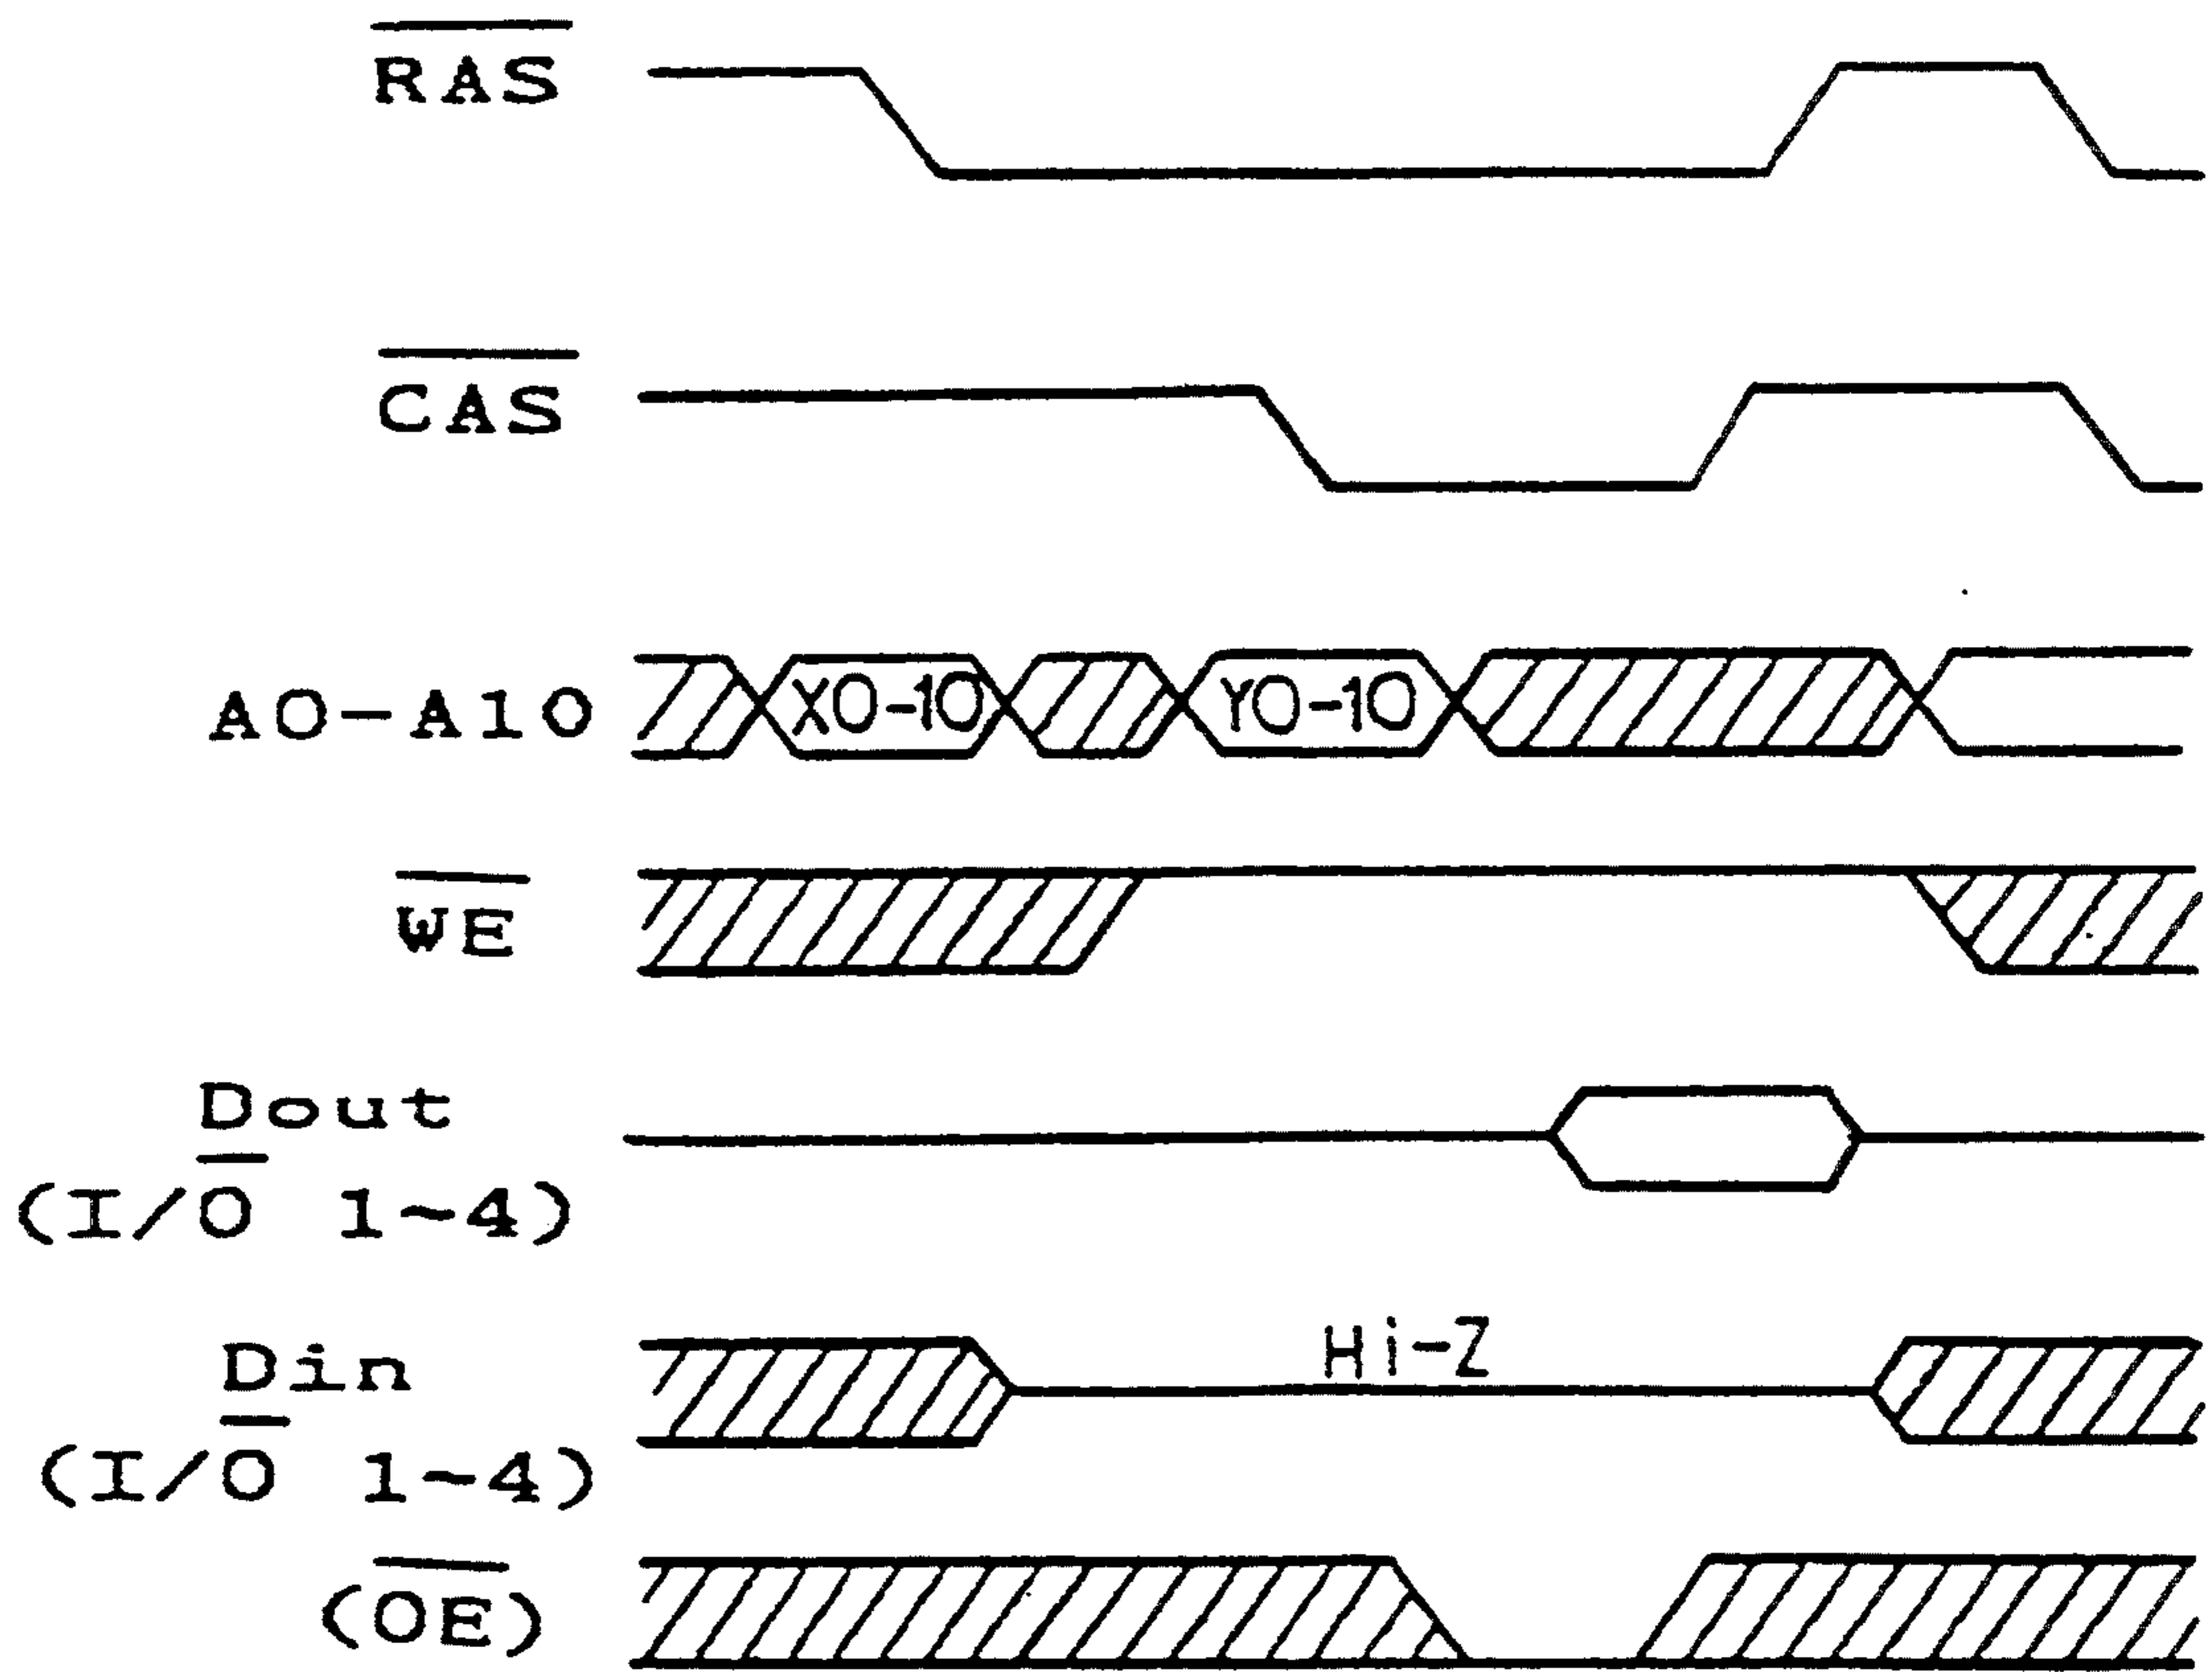 RAS
CAS
A0-A10 X0-10 Y0-10
WE
Dout
(I/O 1~4)
Din Hi-Z
(I/O 1~4)
(OE)